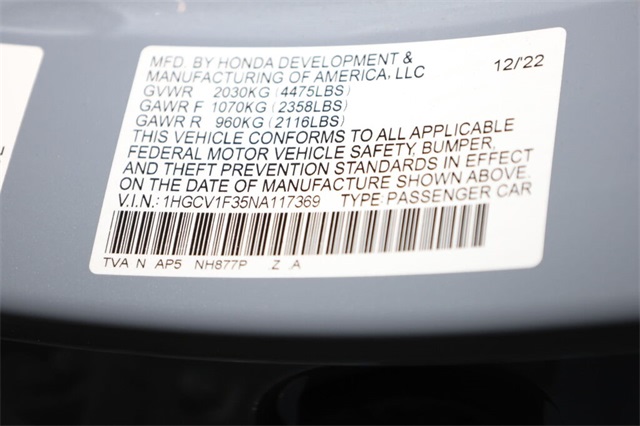 MFD. BY HONDA DEVELOPMENT & 12/'22
MANUFACTURING OF AMERICA, LLC
GVWR 2030KG (4475LBS)
GAWR F 1070KG (2358LBS)
GAWR R 960KG (2116LBS)
THIS VEHICLE CONFORMS TO ALL APPLICABLE
FEDERAL MOTOR VEHICLE SAFETY, BUMPER,
AND THEFT PREVENTION STANDARDS IN EFFECT
ON THE DATE OF MANUFACTURE SHOWN ABOVE.
V.I.N.: 1HGCV1F35NA117369 TYPE: PASSENGER CAR
TVA N AP5 NH877P Z A